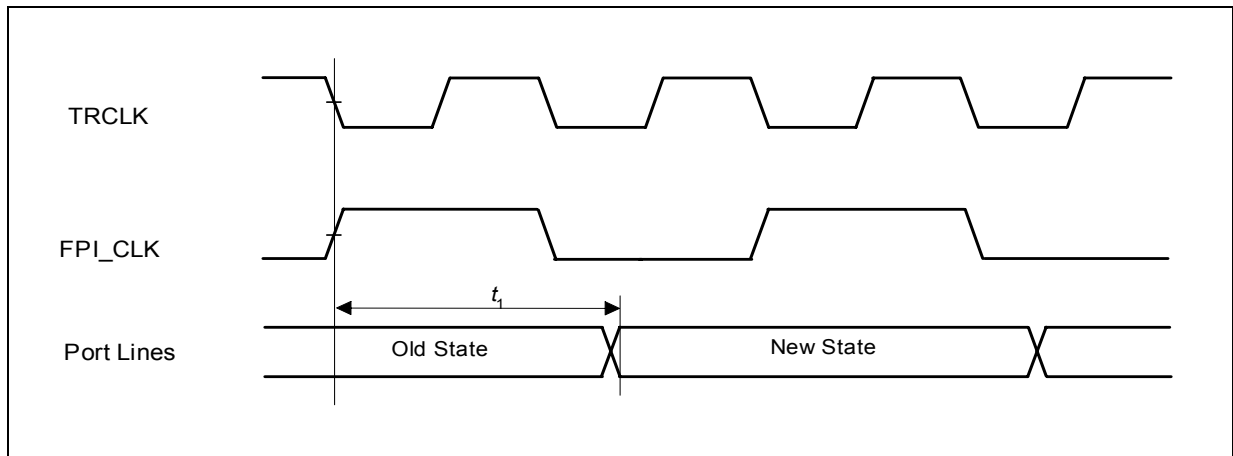 TRCLK
FPI_CLK
t1
Port Lines
Old State
New State